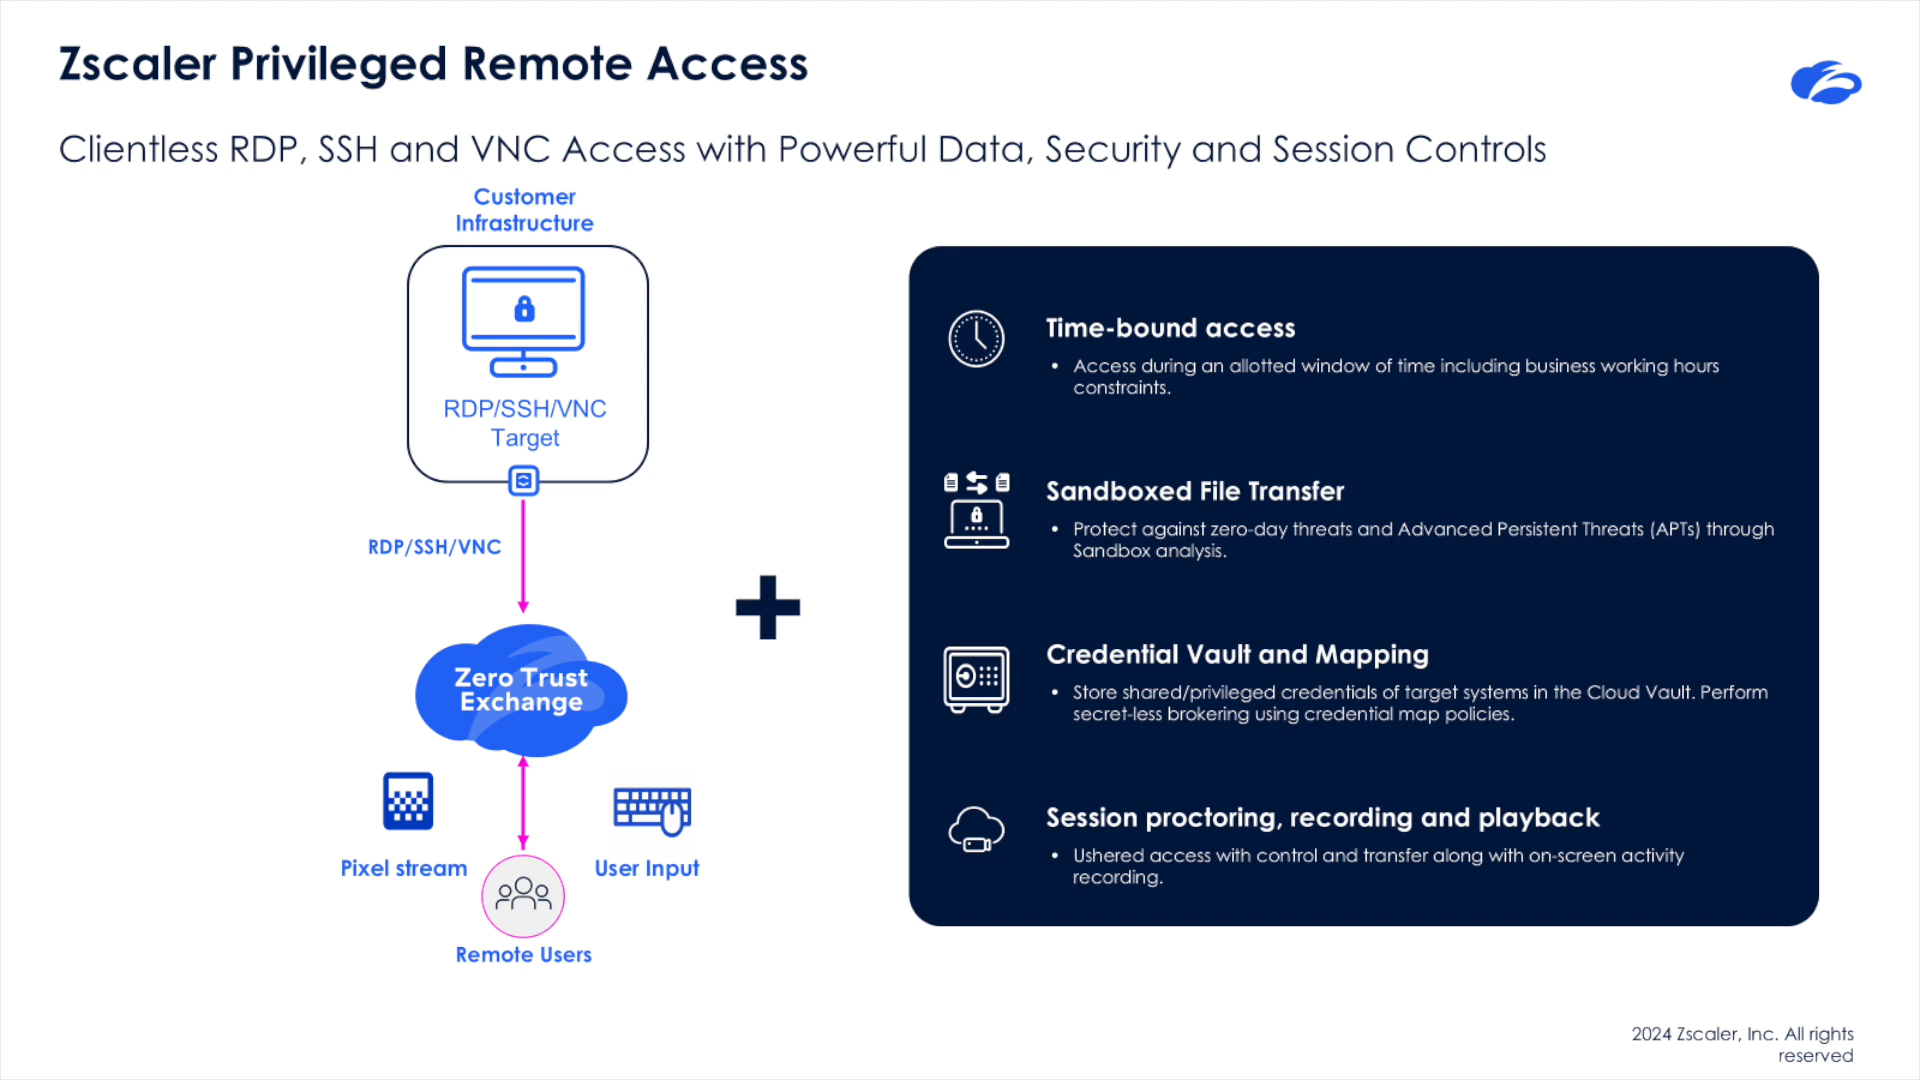 Zscaler Privileged Remote Access
Clientless RDP, SSH and VNC Access with Powerful Data, Security and Session Controls
Customer
Infrastructure
RDP/SSH/VNC
Target
RDP/SSH/VNC
Zero Trust
Exchange
Pixel stream
User Input
Remote Users
Time-bound access
• Access during an allotted window of time including business working hours
constraints.
Sandboxed File Transfer
• Protect against zero-day threats and Advanced Persistent Threats (APTs) through
Sandbox analysis.
Credential Vault and Mapping
• Store shared/privileged credentials of target systems in the Cloud Vault. Perform
secret-less brokering using credential map policies.
Session proctoring, recording and playback
• Ushered access with control and transfer along with on-screen activity
recording.
2024 Zscaler, Inc. All rights
reserved